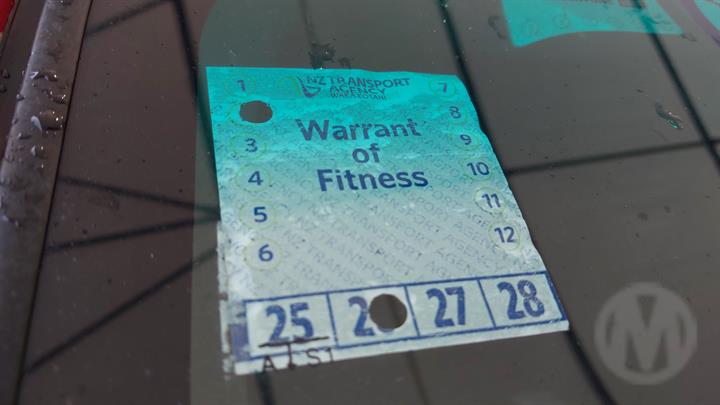 NZ TRANSPORT
AGENCY
WAKA KOTAHI
1 7
8
Warrant
of
Fitness
3 9
4 10
5 11
6 12
25 2 27 28
M